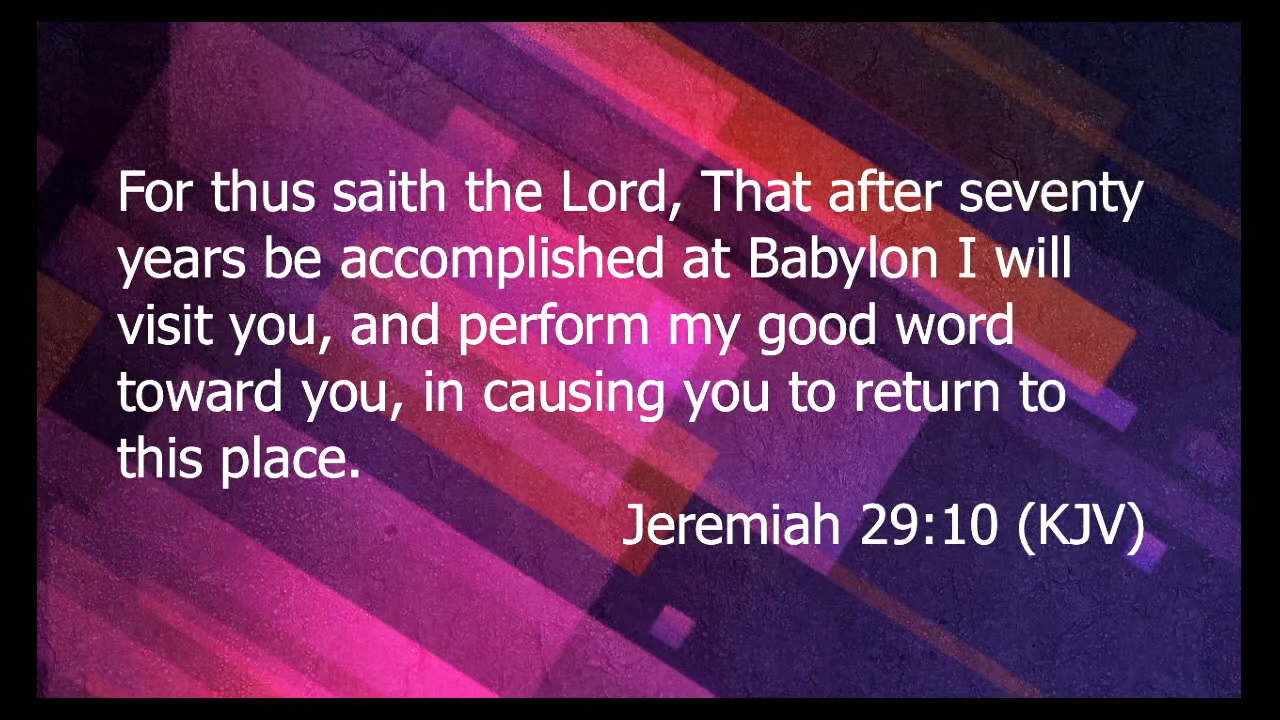 For thus saith the Lord, That after seventy
years be accomplished at Babylon I will
visit you, and perform my good word
toward you, in causing you to return to
this place.
Jeremiah 29:10 (KJV)